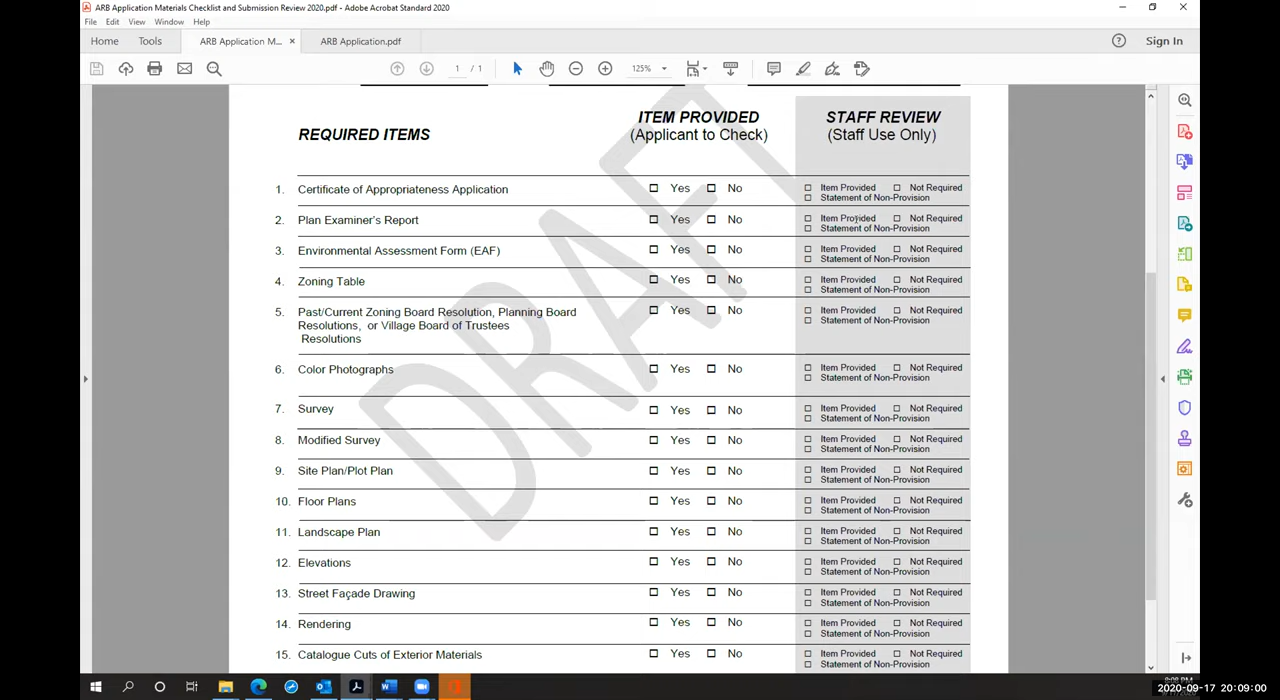 ARB Application Materials Checklist and Submission Review 2020.pdf - Adobe Acrobat Standard 2020
File Edit View Window Help
Home Tools ARB Application M... × ARB Application.pdf Sign In
1 / 1 125%
REQUIRED ITEMS
ITEM PROVIDED
(Applicant to Check)
STAFF REVIEW
(Staff Use Only)
DRAFT
1. Certificate of Appropriateness Application Yes No Item Provided Not Required
Statement of Non-Provision
2. Plan Examiner's Report Yes No Item Provided Not Required
Statement of Non-Provision
3. Environmental Assessment Form (EAF) Yes No Item Provided Not Required
Statement of Non-Provision
4. Zoning Table Yes No Item Provided Not Required
Statement of Non-Provision
5. Past/Current Zoning Board Resolution, Planning Board Yes No Item Provided Not Required
Resolutions, or Village Board of Trustees Statement of Non-Provision
Resolutions
6. Color Photographs Yes No Item Provided Not Required
Statement of Non-Provision
7. Survey Yes No Item Provided Not Required
Statement of Non-Provision
8. Modified Survey Yes No Item Provided Not Required
Statement of Non-Provision
9. Site Plan/Plot Plan Yes No Item Provided Not Required
Statement of Non-Provision
10. Floor Plans Yes No Item Provided Not Required
Statement of Non-Provision
11. Landscape Plan Yes No Item Provided Not Required
Statement of Non-Provision
12. Elevations Yes No Item Provided Not Required
Statement of Non-Provision
13. Street Façade Drawing Yes No Item Provided Not Required
Statement of Non-Provision
14. Rendering Yes No Item Provided Not Required
Statement of Non-Provision
15. Catalogue Cuts of Exterior Materials Yes No Item Provided Not Required
Statement of Non-Provision
2020-09-17 20:09:00